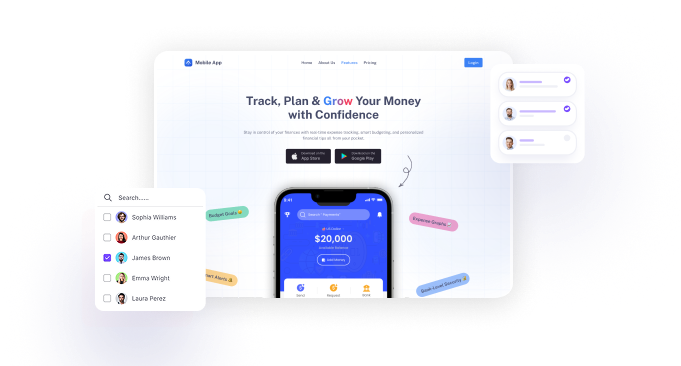 Mobile App
Home About Us Features Pricing
Login
Track, Plan & Grow Your Money
with Confidence
Stay in control of your finances with real-time expense tracking, smart budgeting, and personalized
financial tips all from your pocket.
Download on the
App Store
Download on the
Google Play
Search......
Sophia Williams
Arthur Gauthier
James Brown
Emma Wright
Laura Perez
Budget Goals
Expense Graphs
Alerts
Bank-Level Security
9:41
Search "Payments"
US Dollar
$20,000
Available Balance
Add Money
Send
Request
Bank